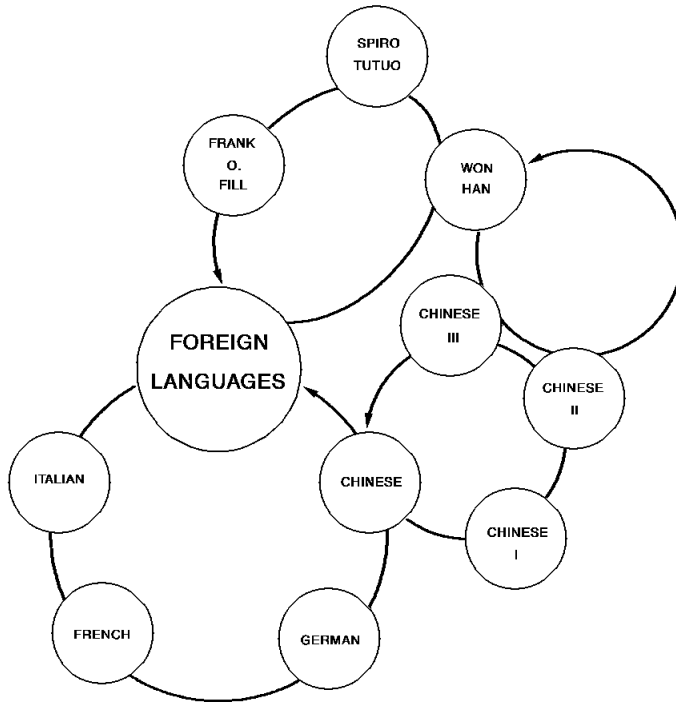 SPIRO
TUTUO
FRANK
O.
FILL
WON
HAN
CHINESE
III
FOREIGN
LANGUAGES
CHINESE
II
ITALIAN
CHINESE
CHINESE
I
FRENCH
GERMAN